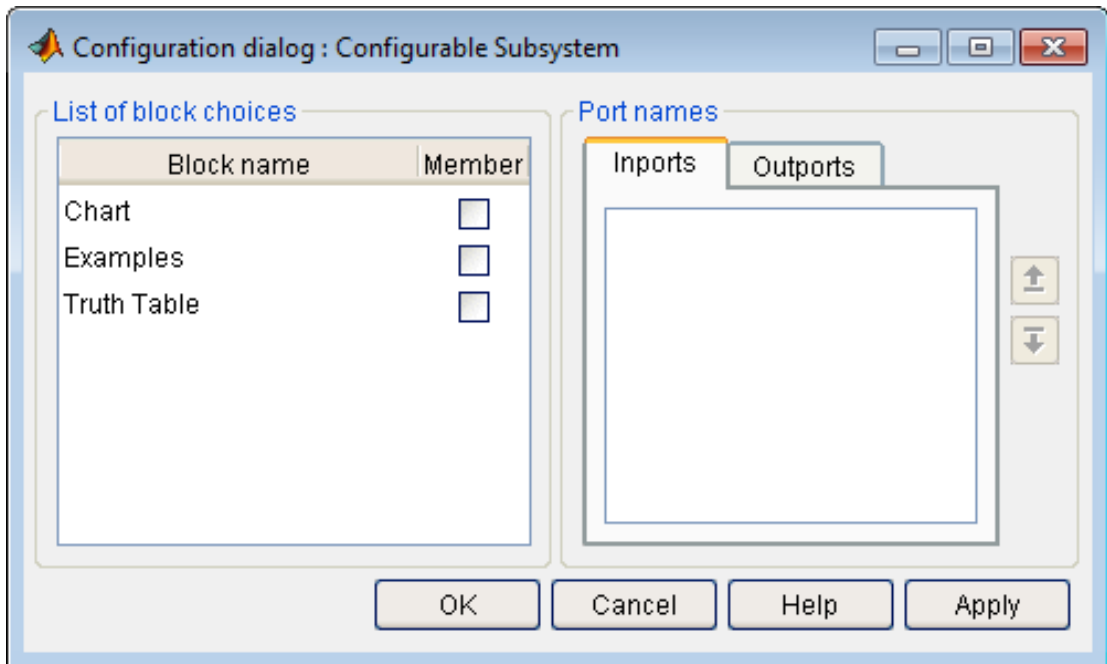 Configuration dialog : Configurable Subsystem
List of block choices
Block name Member
Chart
Examples
Truth Table
Port names
Inports Outports
OK Cancel Help Apply